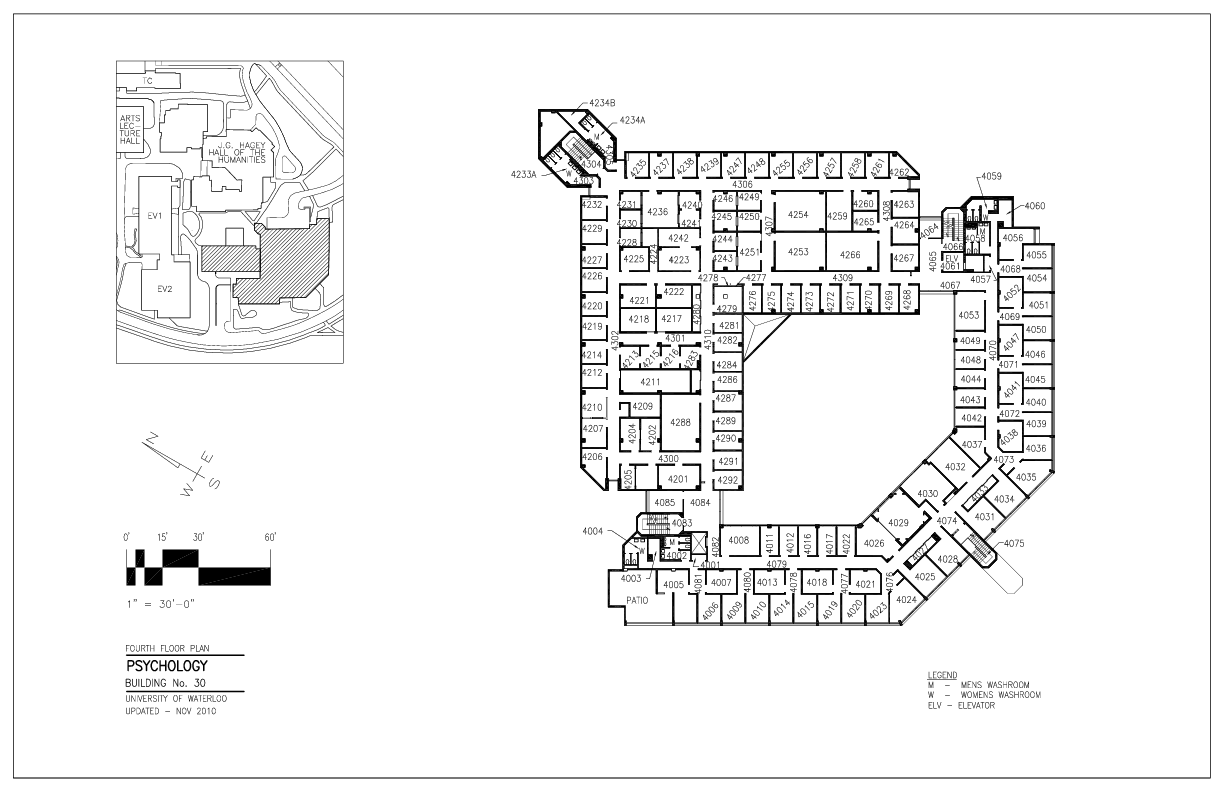 TC
ARTS
LEC-
TURE
HALL
J.G. HAGEY
HALL OF THE
HUMANITIES
EV1
EV2
N
E
W
S
0' 15' 30' 60'
1" = 30'-0"
FOURTH FLOOR PLAN
PSYCHOLOGY
BUILDING No. 30
UNIVERSITY OF WATERLOO
UPDATED - NOV 2010
4234B
4234A
M
4304
4233A
W
4303
4235 4237 4238 4239 4247 4248 4255 4256 4257 4258 4261 4262
4306
4059
4060
W
M
4232 4231 4236 4240 4246 4249 4254 4259 4260 4308 4263
4230 4241 4245 4250 4307 4265 4264 4064 4058 4056
4229 4228 4224 4242 4244 4066 4055
4227 4225 4223 4243 4251 4253 4266 4267 4065 ELV 4061
4057 4068 4054
4226 4278 4277 4309 4067
4220 4221 4222 4280 4279 4276 4275 4274 4273 4272 4271 4270 4269 4268 4052 4051
4219 4218 4217 4281 4053 4069 4050
4302 4301 4310 4282 4049 4070 4047
4214 4213 4215 4216 4283 4284 4048 4046
4071
4212 4211 4286 4044 4041 4045
4210 4209 4287 4043 4040
4207 4204 4202 4288 4289 4042 4072 4039
4290 4037 4038 4036
4206 4300 4291 4032 4073
4205 4201 4292 4033 4035
4085 4084 4030 4034
4083 4029 4074 4031
4004 W M 4002 4082 4008 4011 4012 4016 4017 4022 4026 4075
4003 4001 4079 4027 4028
4005 4081 4007 4080 4013 4078 4018 4077 4021 4076 4025
PATIO 4006 4009 4010 4014 4015 4019 4020 4023 4024
LEGEND
M - MENS WASHROOM
W - WOMENS WASHROOM
ELV - ELEVATOR